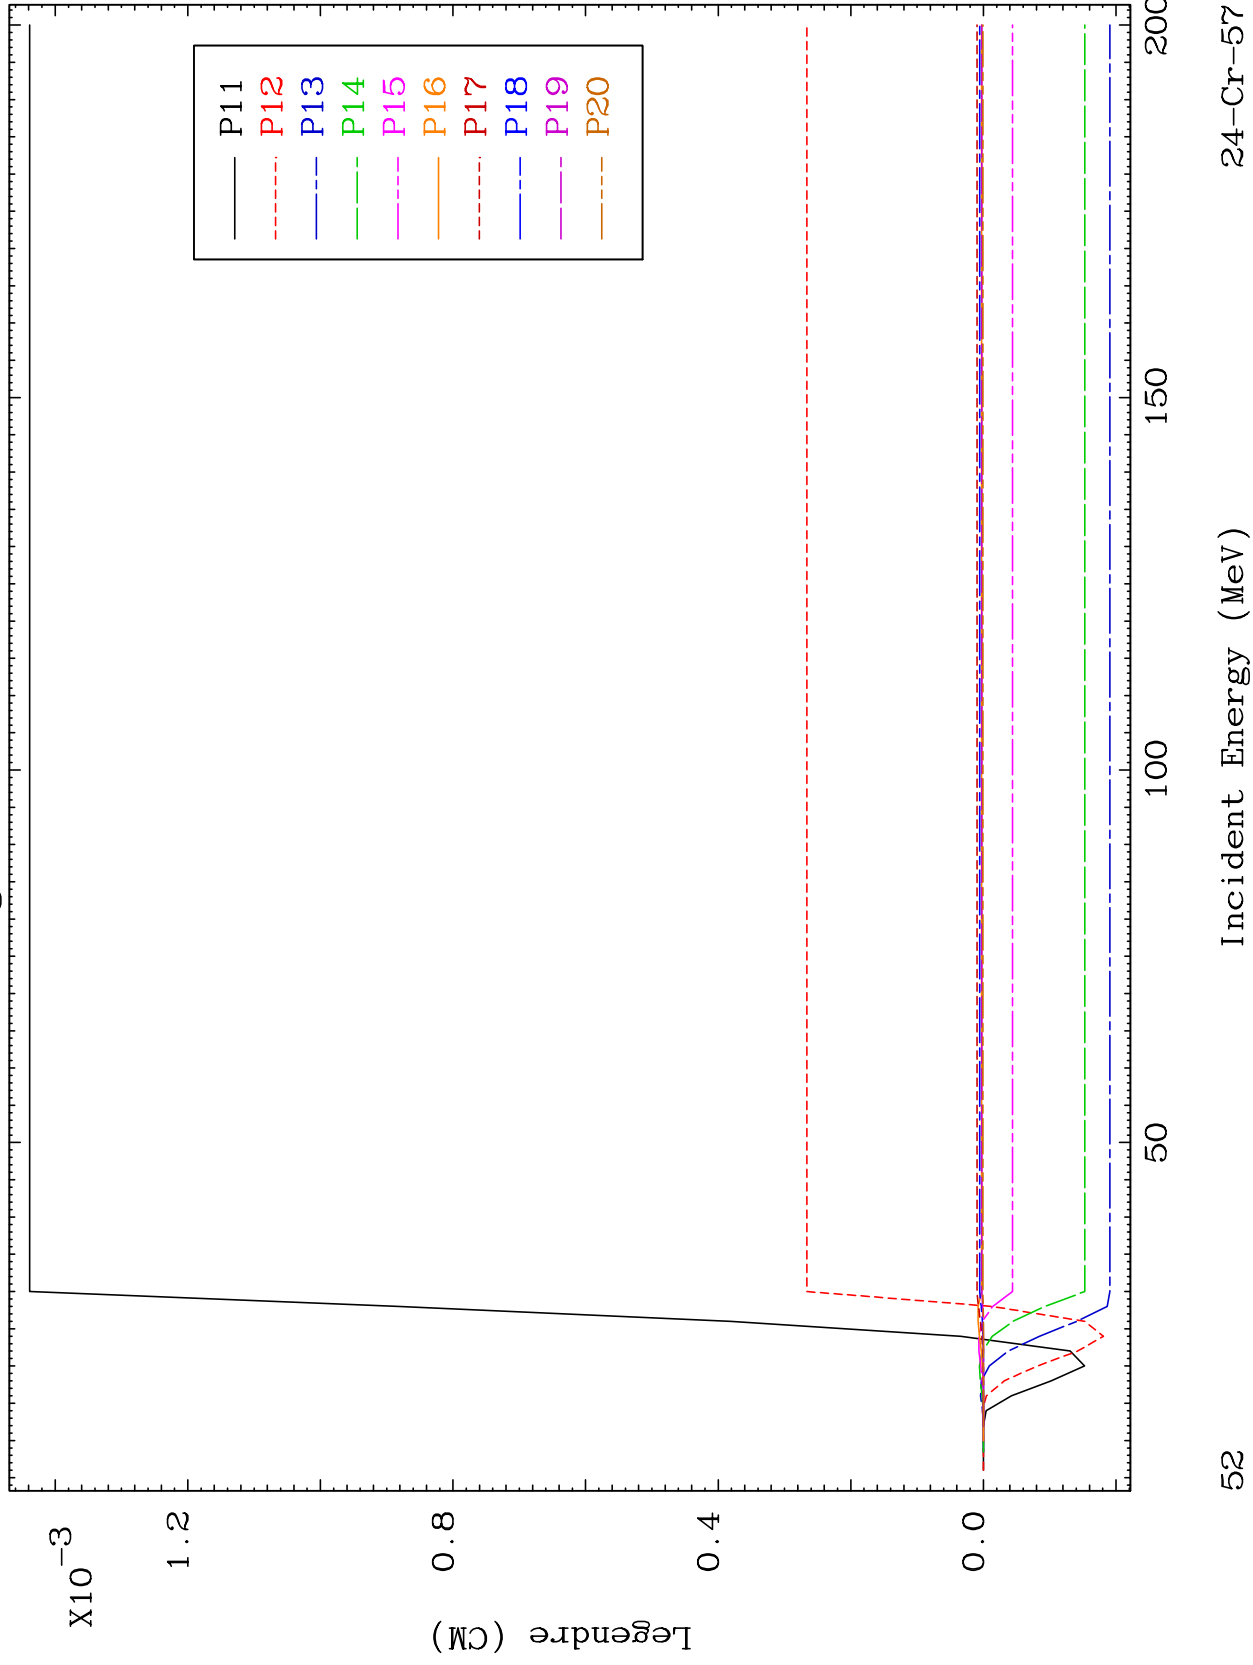 X10-3
1.2
0.8
0.4
0.0
Legendre (CM)
P11
P12
P13
P14
P15
P16
P17
P18
P19
P20
50
100
150
200
52
Incident Energy (MeV)
24-Cr-57